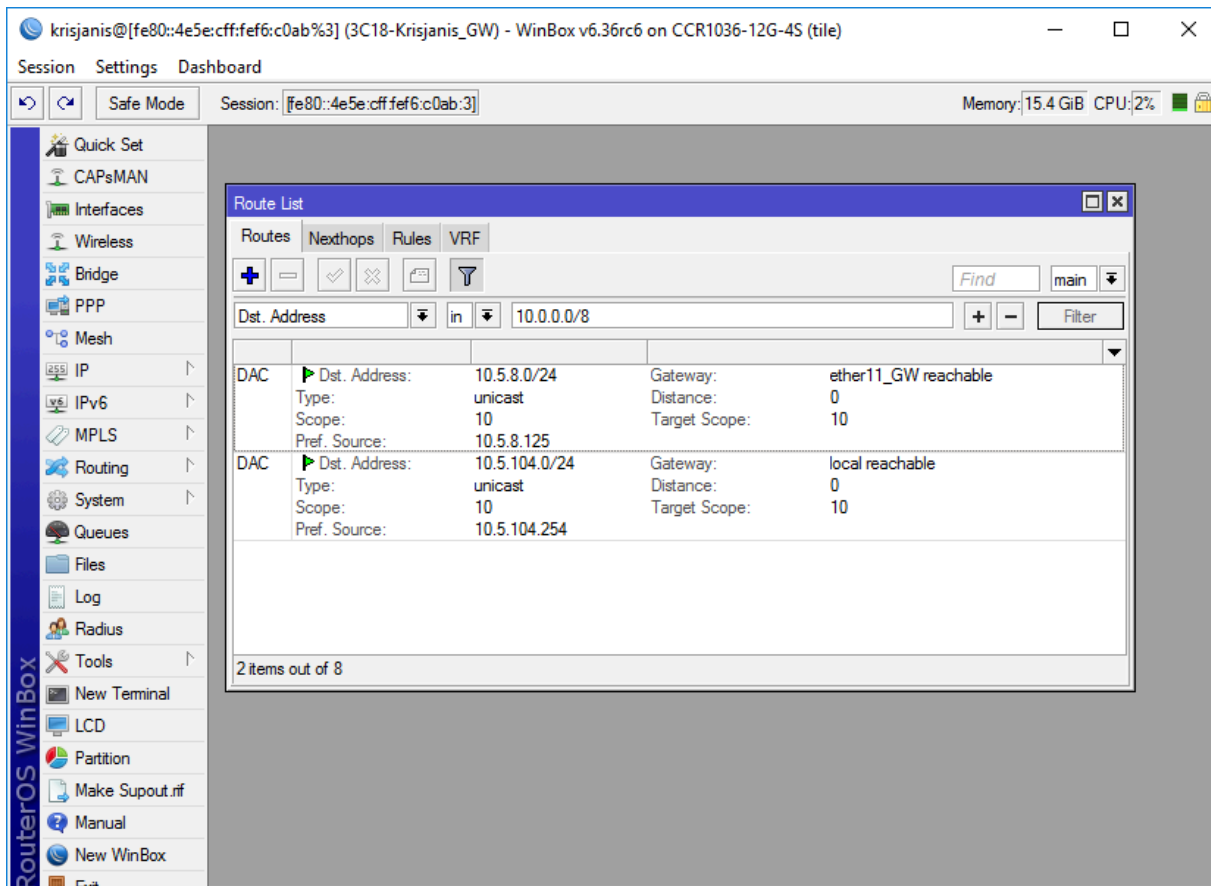 krisjanis@[fe80::4e5e:cff:fef6:c0ab%3] (3C18-Krisjanis_GW) - WinBox v6.36rc6 on CCR1036-12G-4S (tile)
Session Settings Dashboard
Safe Mode Session: [fe80::4e5e:cff:fef6:c0ab:3] Memory: 15.4 GiB CPU: 2%
Quick Set
CAPsMAN
Interfaces
Wireless
Bridge
PPP
Mesh
255 IP
v6 IPv6
MPLS
Routing
System
Queues
Files
Log
Radius
Tools
New Terminal
LCD
Partition
Make Supout.rif
Manual
New WinBox
Exit
RouterOS WinBox
Route List
Routes Nexthops Rules VRF
Find main
Dst. Address in 10.0.0.0/8 Filter
DAC Dst. Address: 10.5.8.0/24 Gateway: ether11_GW reachable
Type: unicast Distance: 0
Scope: 10 Target Scope: 10
Pref. Source: 10.5.8.125
DAC Dst. Address: 10.5.104.0/24 Gateway: local reachable
Type: unicast Distance: 0
Scope: 10 Target Scope: 10
Pref. Source: 10.5.104.254
2 items out of 8